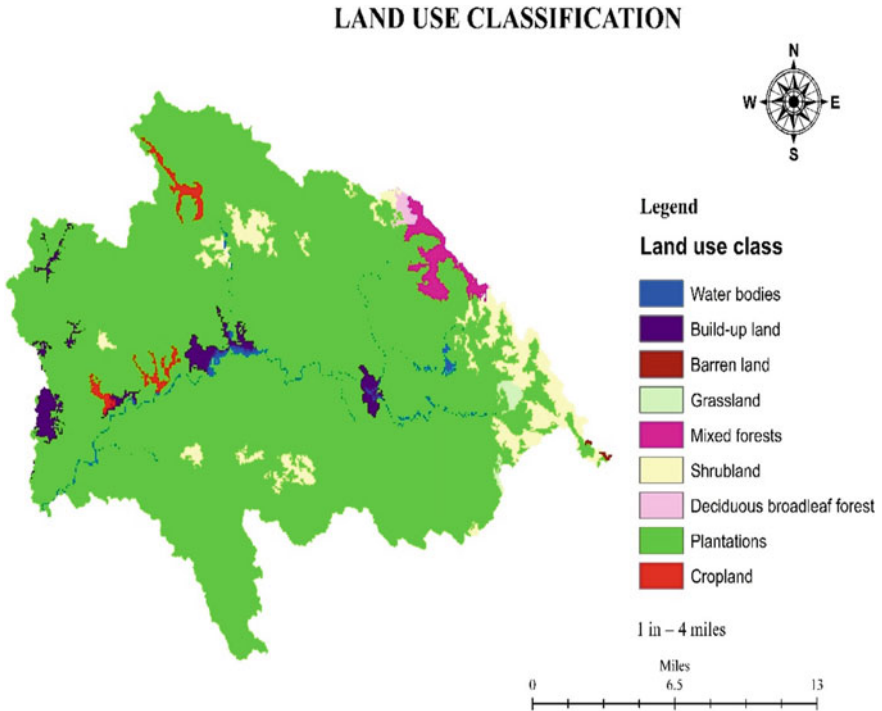 LAND USE CLASSIFICATION
N
W E
S
Legend
Land use class
Water bodies
Build-up land
Barren land
Grassland
Mixed forests
Shrubland
Deciduous broadleaf forest
Plantations
Cropland
1 in – 4 miles
Miles
0 6.5 13